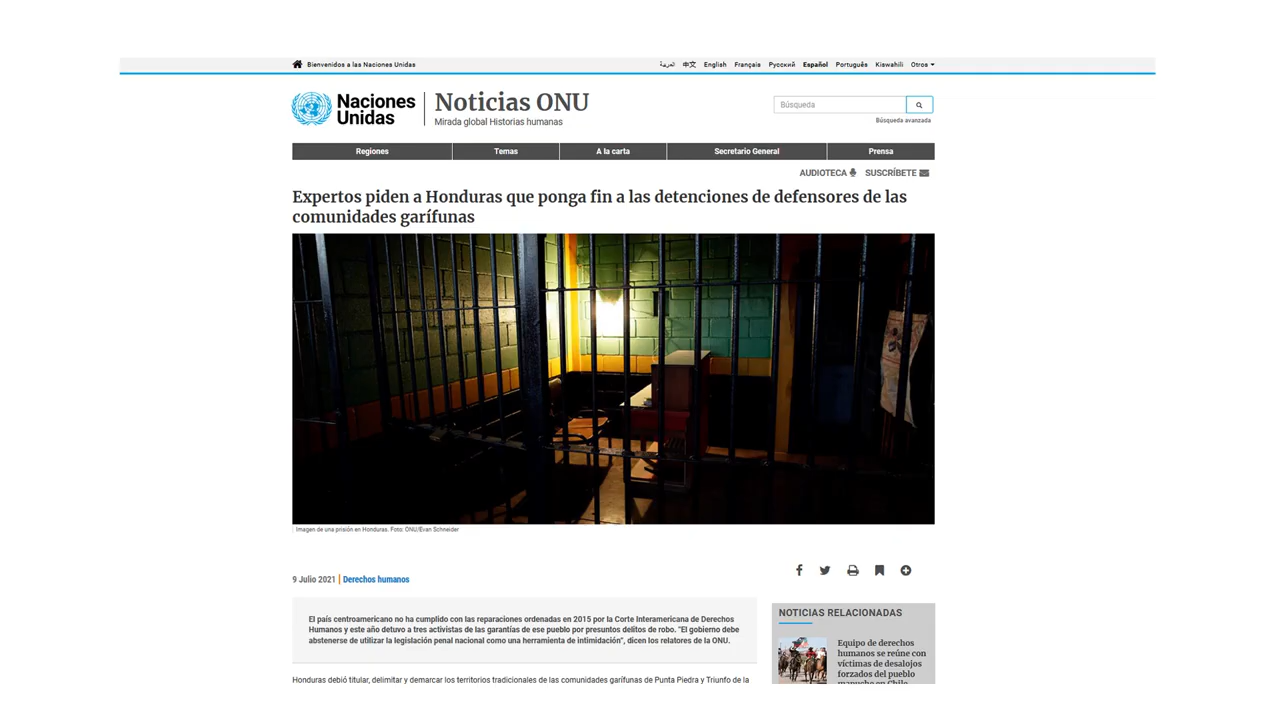 Bienvenidos a las Naciones Unidas
العربية 中文 English Français Русский Español Português Kiswahili Otros
Naciones
Unidas
Noticias ONU
Mirada global Historias humanas
Búsqueda
Búsqueda avanzada
Regiones Temas A la carta Secretario General Prensa
AUDIOTECA SUSCRÍBETE
Expertos piden a Honduras que ponga fin a las detenciones de defensores de las
comunidades garífunas
Imagen de una prisión en Honduras. Foto: ONU/Evan Schneider
9 Julio 2021 | Derechos humanos
El país centroamericano no ha cumplido con las reparaciones ordenadas en 2015 por la Corte Interamericana de Derechos
Humanos y este año detuvo a tres activistas de las garantías de ese pueblo por presuntos delitos de robo. “El gobierno debe
abstenerse de utilizar la legislación penal nacional como una herramienta de intimidación”, dicen los relatores de la ONU.
Honduras debió titular, delimitar y demarcar los territorios tradicionales de las comunidades garífunas de Punta Piedra y Triunfo de la
NOTICIAS RELACIONADAS
Equipo de derechos
humanos se reúne con
víctimas de desalojos
forzados del pueblo
mapuche en Chile